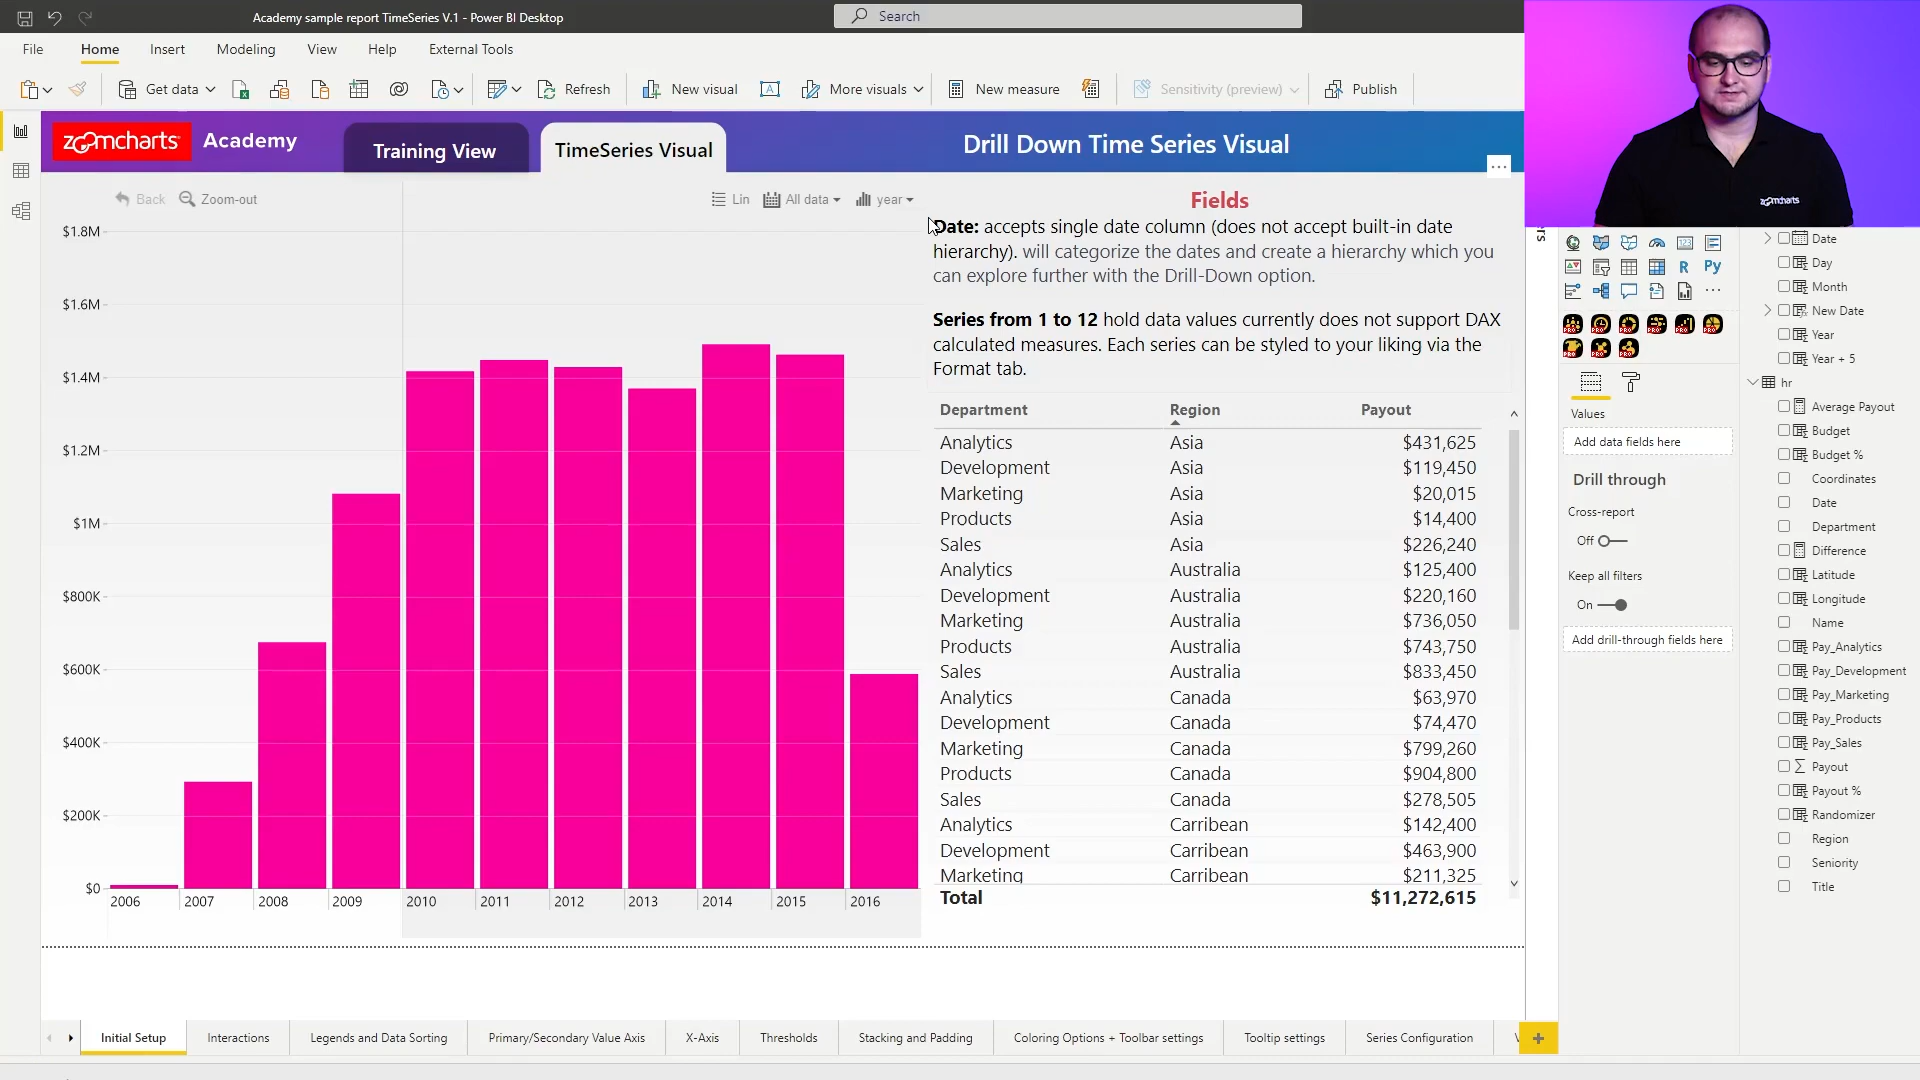 Academy sample report TimeSeries V.1 - Power BI Desktop
Search
File
Home
Insert
Modeling
View
Help
External Tools
Get data
Refresh
New visual
More visuals
New measure
Sensitivity (preview)
Publish
zoomcharts
Academy
Training View
TimeSeries Visual
Drill Down Time Series Visual
zoomcharts
Back
Zoom-out
Lin
All data
year
$1.8M
$1.6M
$1.4M
$1.2M
$1M
$800K
$600K
$400K
$200K
$0
2006
2007
2008
2009
2010
2011
2012
2013
2014
2015
2016
Fields
Date: accepts single date column (does not accept built-in date
hierarchy). will categorize the dates and create a hierarchy which you
can explore further with the Drill-Down option.
Series from 1 to 12 hold data values currently does not support DAX
calculated measures. Each series can be styled to your liking via the
Format tab.
Department Region Payout
Analytics Asia $431,625
Development Asia $119,450
Marketing Asia $20,015
Products Asia $14,400
Sales Asia $226,240
Analytics Australia $125,400
Development Australia $220,160
Marketing Australia $736,050
Products Australia $743,750
Sales Australia $833,450
Analytics Canada $63,970
Development Canada $74,470
Marketing Canada $799,260
Products Canada $904,800
Sales Canada $278,505
Analytics Carribean $142,400
Development Carribean $463,900
Marketing Carribean $211,325
Total $11,272,615
R
Py
PRO
PRO
PRO
PRO
PRO
PRO
PRO
PRO
PRO
Values
Add data fields here
Drill through
Cross-report
Off
Keep all filters
On
Add drill-through fields here
Date
Day
Month
New Date
Year
Year + 5
hr
Average Payout
Budget
Budget %
Coordinates
Date
Department
Difference
Latitude
Longitude
Name
Pay_Analytics
Pay_Development
Pay_Marketing
Pay_Products
Pay_Sales
Payout
Payout %
Randomizer
Region
Seniority
Title
Initial Setup
Interactions
Legends and Data Sorting
Primary/Secondary Value Axis
X-Axis
Thresholds
Stacking and Padding
Coloring Options + Toolbar settings
Tooltip settings
Series Configuration